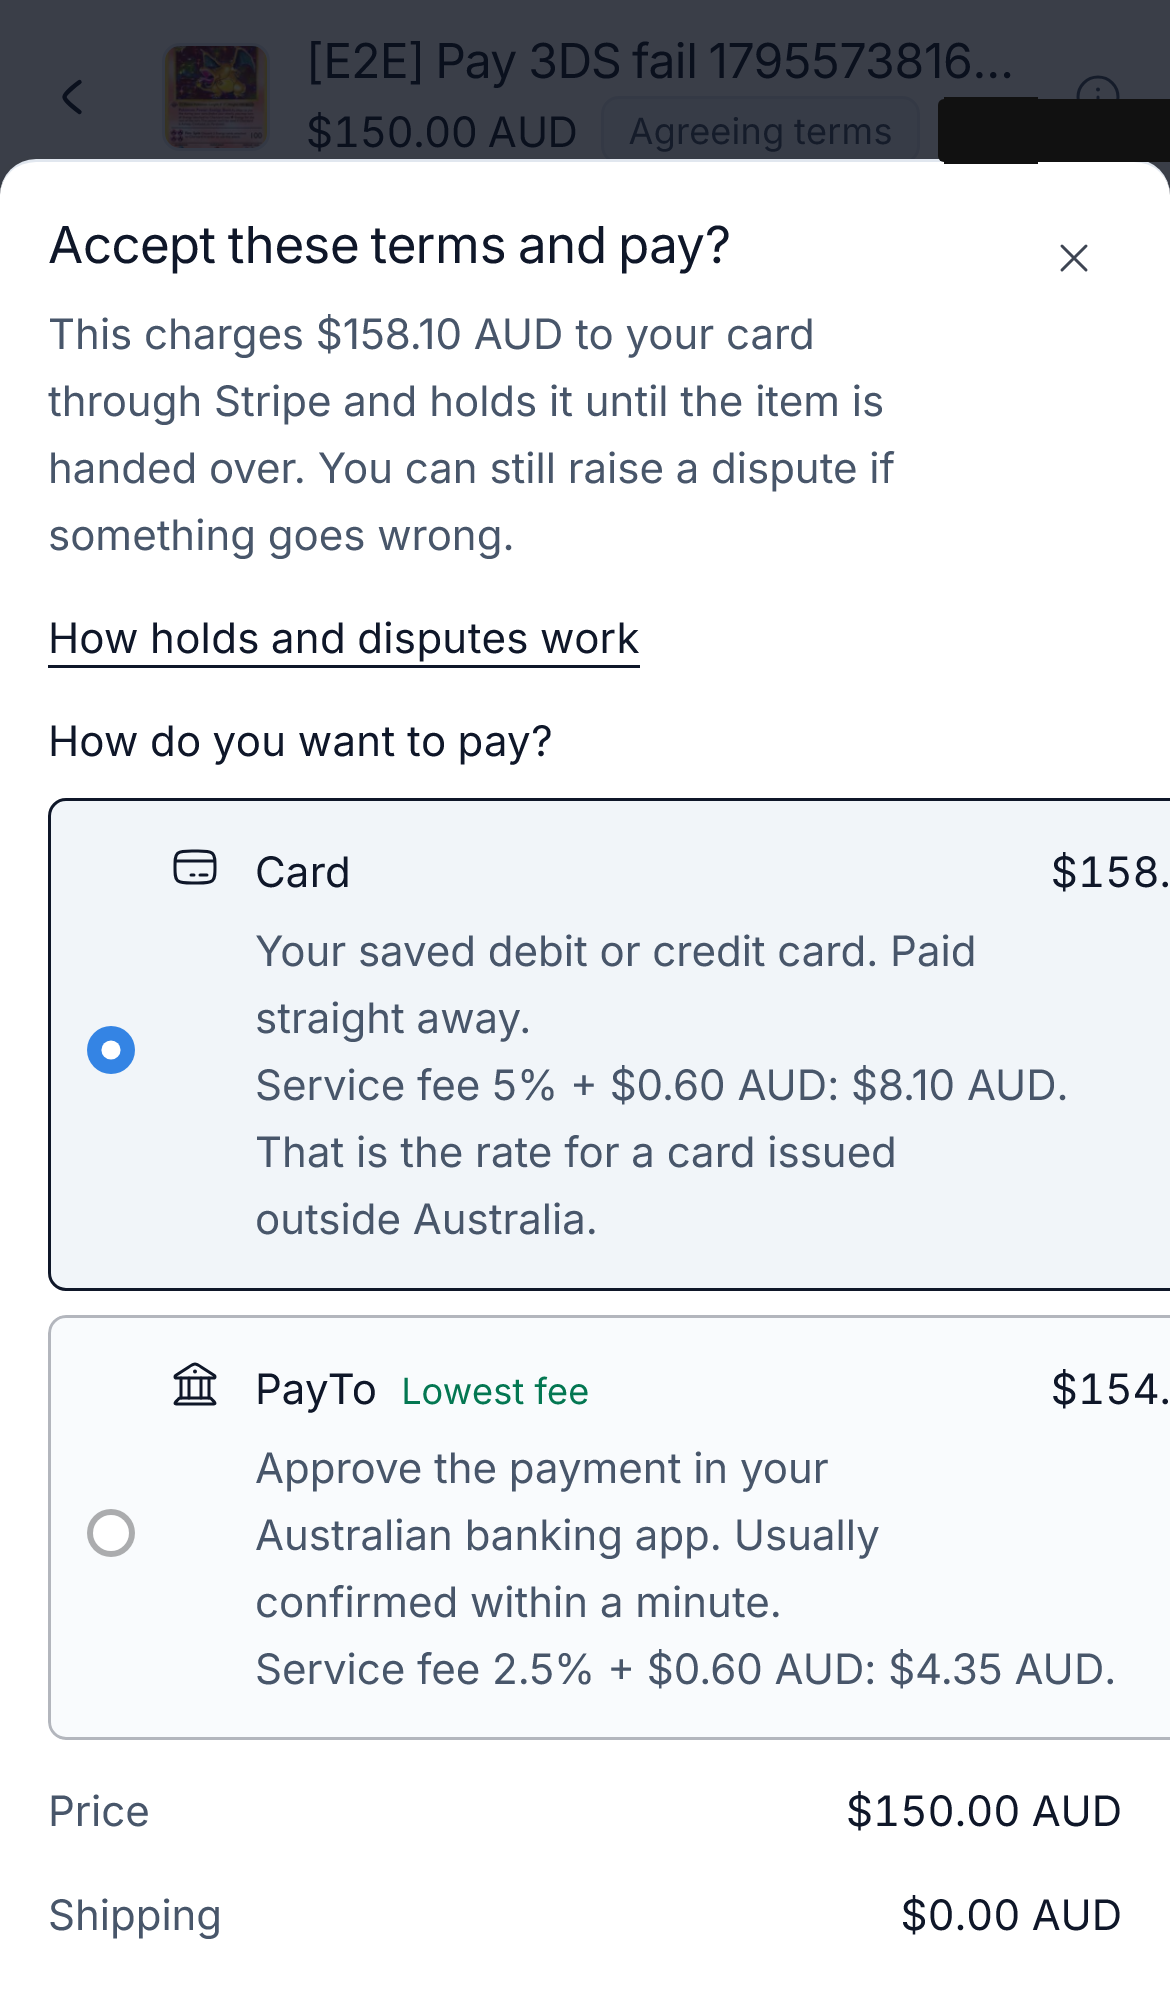 [E2E] Pay 3DS fail 1795573816...
$150.00 AUD
Agreeing terms
Accept these terms and pay?
This charges $158.10 AUD to your card
through Stripe and holds it until the item is
handed over. You can still raise a dispute if
something goes wrong.
How holds and disputes work
How do you want to pay?
Card $158.
Your saved debit or credit card. Paid
straight away.
Service fee 5% + $0.60 AUD: $8.10 AUD.
That is the rate for a card issued
outside Australia.
PayTo Lowest fee $154.
Approve the payment in your
Australian banking app. Usually
confirmed within a minute.
Service fee 2.5% + $0.60 AUD: $4.35 AUD.
Price $150.00 AUD
Shipping $0.00 AUD